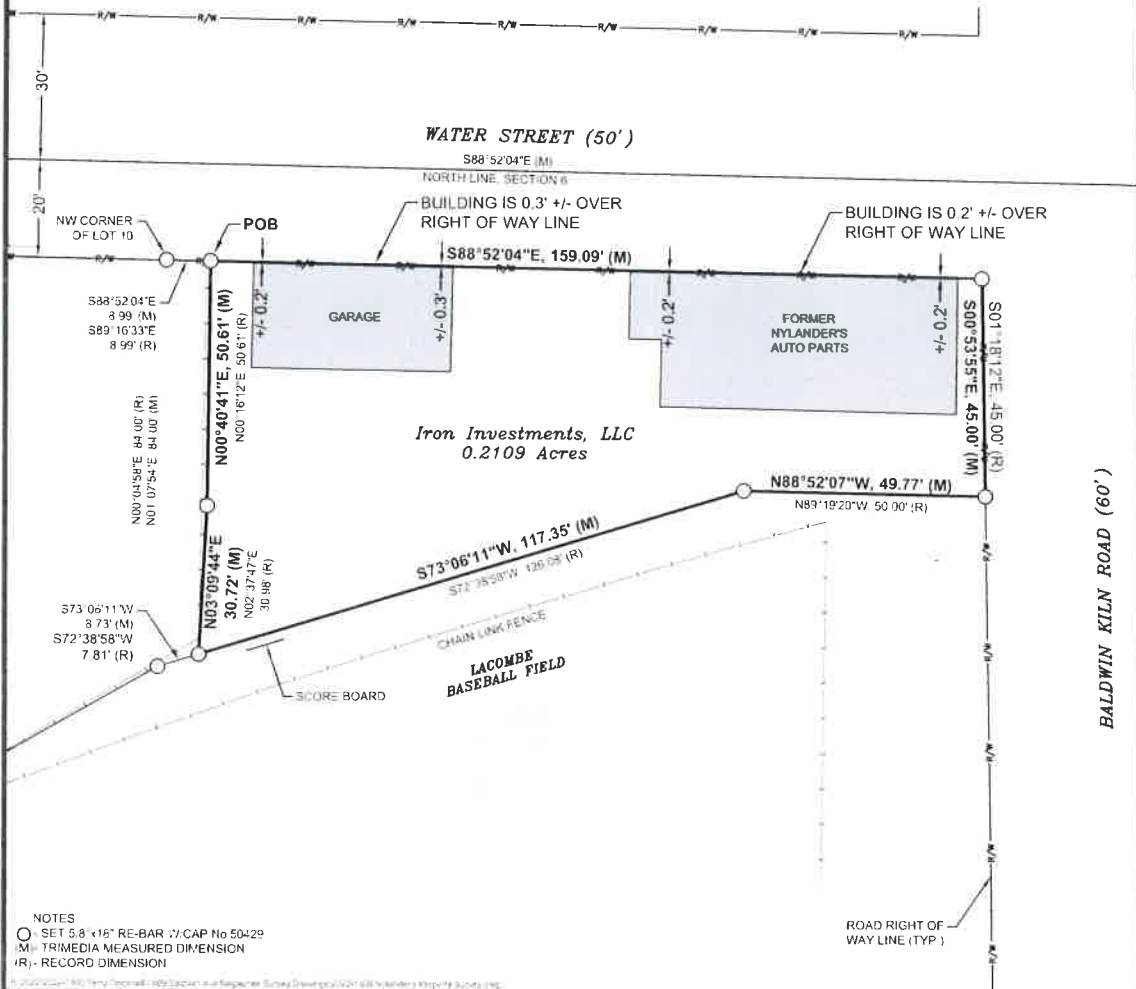 R/W R/W R/W R/W R/W R/W R/W R/W R/W
30'
WATER STREET (50')
S88°52'04"E (M)
NORTH LINE, SECTION 6
20'
NW CORNER
OF LOT 10
POB
BUILDING IS 0.3' +/- OVER
RIGHT OF WAY LINE
BUILDING IS 0.2' +/- OVER
RIGHT OF WAY LINE
R/W R/W R/W R/W R/W R/W
S88°52'04"E, 159.09' (M)
S88°52'04"E
8.99 (M)
S89°16'33"E
8.99' (R)
N00°40'41"E, 50.61' (M)
N00°16'12"E 50.61' (R)
+/- 0.2'
GARAGE
+/- 0.3'
+/- 0.2'
FORMER
NYLANDER'S
AUTO PARTS
+/- 0.2'
S00°53'55"E, 45.00' (M)
S01°18'12"E, 45.00' (R)
N00°04'58"E 84.00' (R)
N01°07'54"E 84.00' (M)
Iron Investments, LLC
0.2109 Acres
N88°52'07"W, 49.77' (M)
N89°19'20"W, 50.00' (R)
BALDWIN KILN ROAD (60')
S73°06'11"W, 117.35' (M)
S72°38'58"W 126.08' (R)
N03°09'44"E
30.72' (M)
N02°37'47"E
30.98' (R)
S73°06'11"W
8.73' (M)
S72°38'58"W
7.81' (R)
CHAIN LINK FENCE
LACOMBE
BASEBALL FIELD
SCORE BOARD
R/W R/W R/W R/W R/W
ROAD RIGHT OF
WAY LINE (TYP.)
NOTES
SET 5/8"x18" RE-BAR W/CAP No 50429
(M)- TRIMEDIA MEASURED DIMENSION
(R)- RECORD DIMENSION